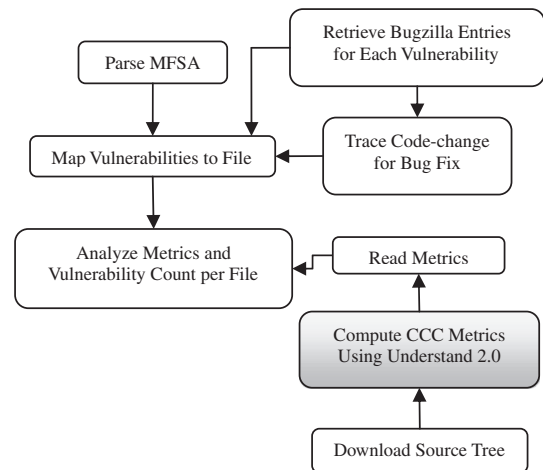 Retrieve Bugzilla Entries
for Each Vulnerability
Parse MFSA
Trace Code-change
for Bug Fix
Map Vulnerabilities to File
Analyze Metrics and
Vulnerability Count per File
Read Metrics
Compute CCC Metrics
Using Understand 2.0
Download Source Tree